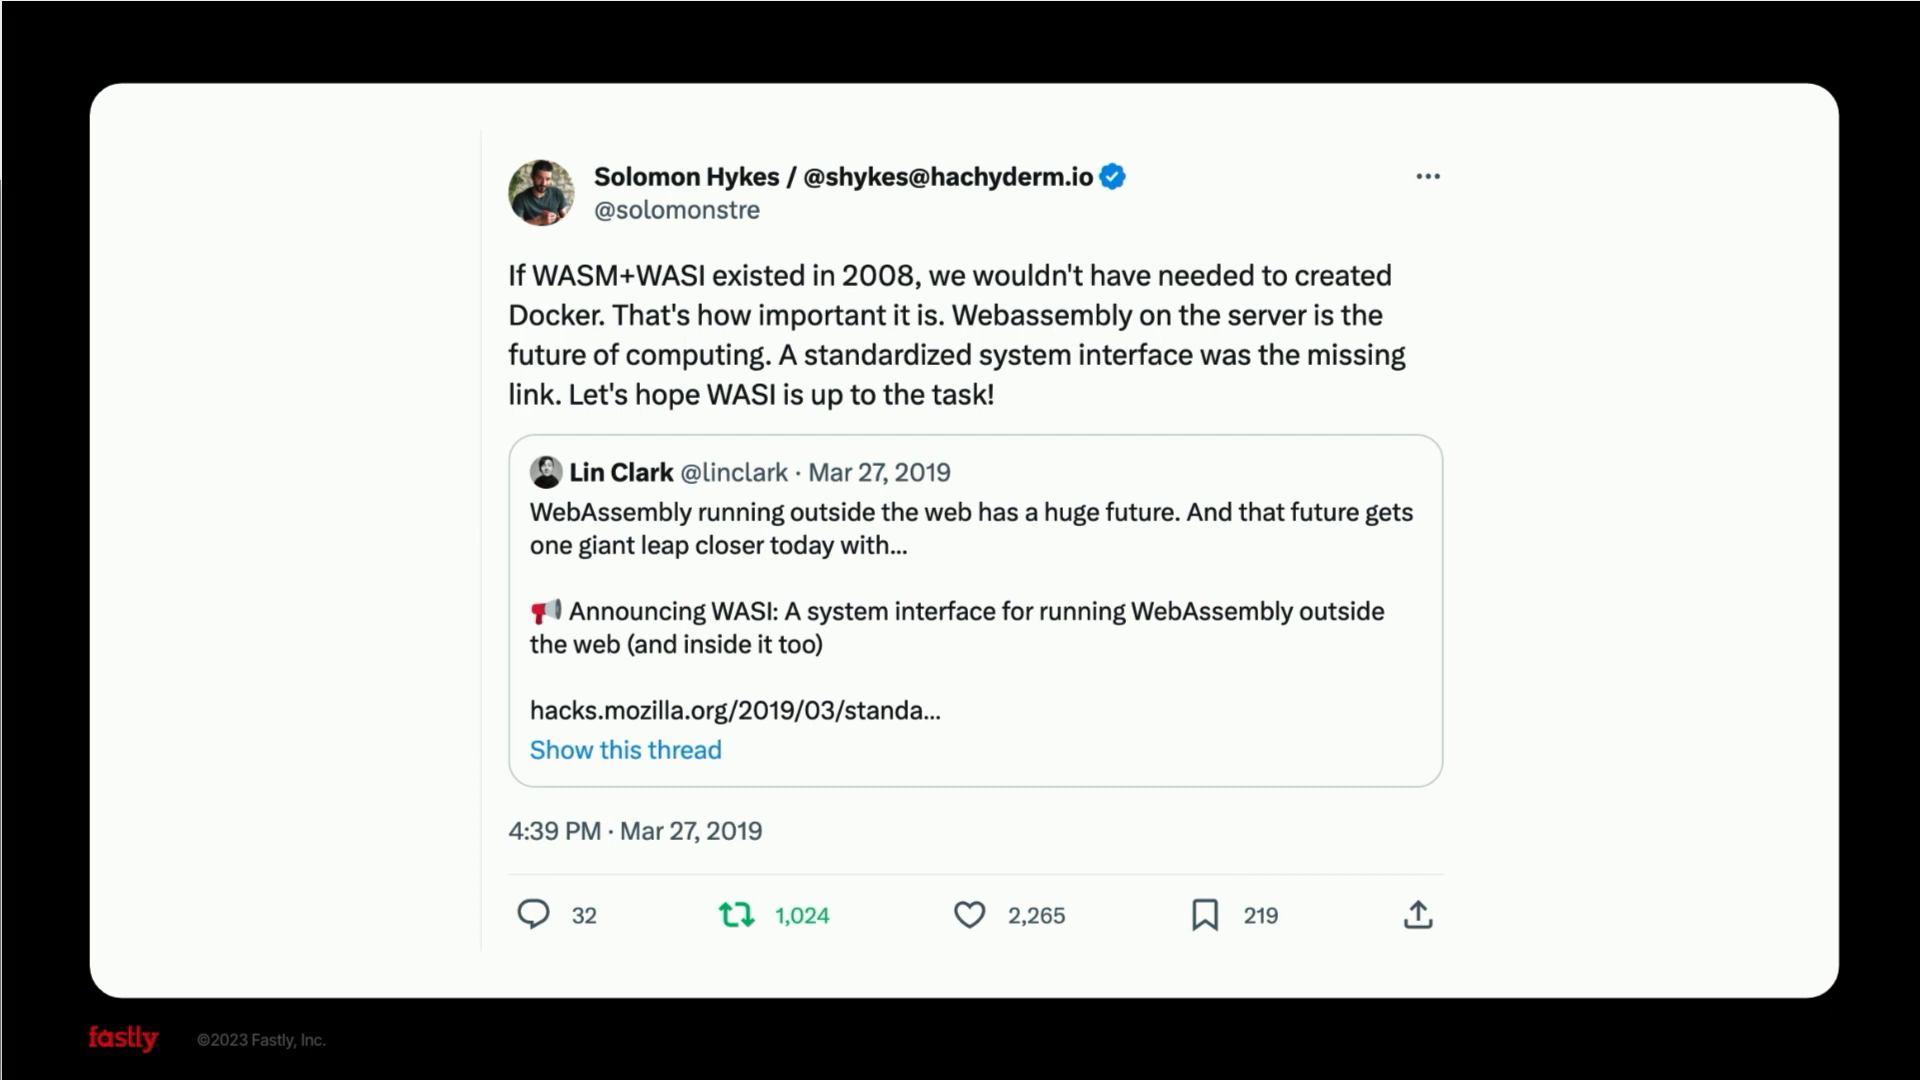 Solomon Hykes / @shykes@hachyderm.io
@solomonstre
If WASM+WASI existed in 2008, we wouldn't have needed to created
Docker. That's how important it is. Webassembly on the server is the
future of computing. A standardized system interface was the missing
link. Let's hope WASI is up to the task!
Lin Clark @linclark · Mar 27, 2019
WebAssembly running outside the web has a huge future. And that future gets
one giant leap closer today with...
📢 Announcing WASI: A system interface for running WebAssembly outside
the web (and inside it too)
hacks.mozilla.org/2019/03/standa...
Show this thread
4:39 PM · Mar 27, 2019
32 1,024 2,265 219
fastly ©2023 Fastly, Inc.